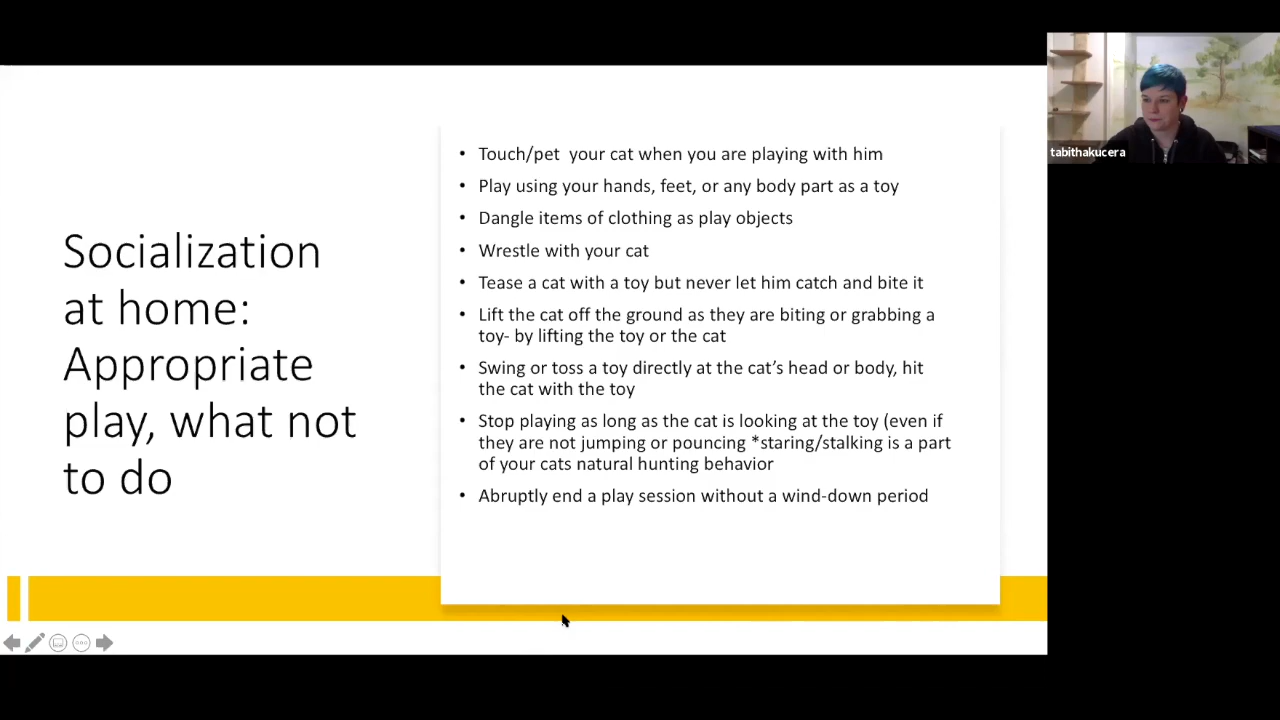 Socialization
at home:
Appropriate
play, what not
to do
• Touch/pet  your cat when you are playing with him
• Play using your hands, feet, or any body part as a toy
• Dangle items of clothing as play objects
• Wrestle with your cat
• Tease a cat with a toy but never let him catch and bite it
• Lift the cat off the ground as they are biting or grabbing a
toy- by lifting the toy or the cat
• Swing or toss a toy directly at the cat’s head or body, hit
the cat with the toy
• Stop playing as long as the cat is looking at the toy (even if
they are not jumping or pouncing *staring/stalking is a part
of your cats natural hunting behavior
• Abruptly end a play session without a wind-down period
tabithakucera